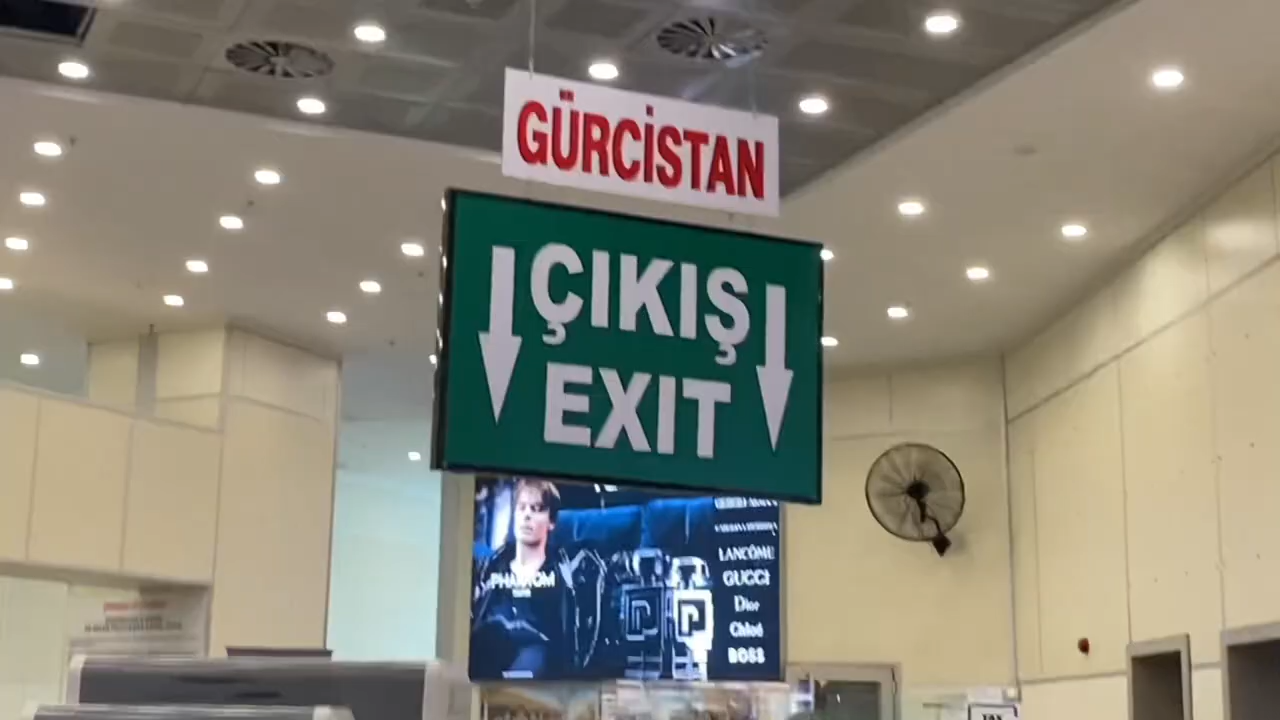 GÜRCİSTAN
ÇIKIŞ
EXIT
PHANTOM
LANCÔME
GUCCI
Dior
Chloé
BOSS